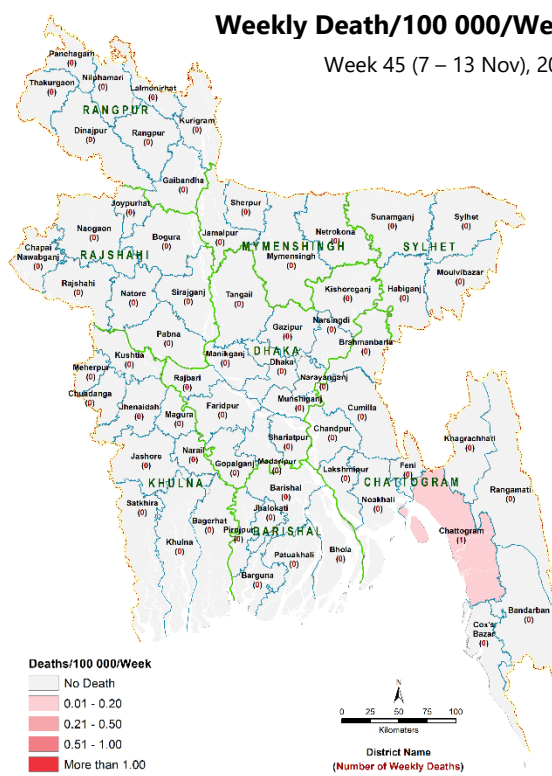 Weekly Death/100 000/We
Week 45 (7 – 13 Nov), 20
Panchagarh
(0)
Thakurgaon
(0)
Nilphamari
(0)
Lalmonirhat
(0)
RANGPUR
Kurigram
(0)
Dinajpur
(0)
Rangpur
(0)
Gaibandha
(0)
Joypurhat
(0)
Sherpur
(0)
Naogaon
(0)
Bogura
(0)
Jamalpur
(0)
Netrokona
(0)
Sunamganj
(0)
Sylhet
(0)
Chapai
Nawabganj
(0)
RAJSHAHI
MYMENSINGH
Mymensingh
(0)
SYLHET
Moulvibazar
(0)
Rajshahi
(0)
Natore
(0)
Sirajganj
(0)
Tangail
(0)
Kishoreganj
(0)
Habiganj
(0)
Pabna
(0)
Gazipur
(0)
Narsingdi
(0)
Brahmanbaria
(0)
Kushtia
(0)
Manikganj
(0)
DHAKA
Dhaka
(0)
Meherpur
(0)
Rajbari
(0)
Narayanganj
(0)
Chuadanga
(0)
Jhenaidah
(0)
Magura
(0)
Faridpur
(0)
Munshiganj
(0)
Cumilla
(0)
Chandpur
(0)
Khagrachhari
(0)
Jashore
(0)
Narail
(0)
Gopalganj
(0)
Shariatpur
(0)
Madaripur
(0)
Lakshmipur
(0)
Feni
(0)
CHATTOGRAM
Rangamati
(0)
KHULNA
Satkhira
(0)
Barishal
(0)
Noakhali
(0)
Jhalokati
(0)
Bagerhat
(0)
Pirojpur
(0)
BARISHAL
Chattogram
(1)
Khulna
(0)
Patuakhali
(0)
Bhola
(0)
Barguna
(0)
Bandarban
(0)
Cox's
Bazar
(0)
Deaths/100 000/Week
No Death
0.01 - 0.20
0.21 - 0.50
0.51 - 1.00
More than 1.00
N
0 20 40 60 80 100
Kilomaters
District Name
(Number of Weekly Deaths)